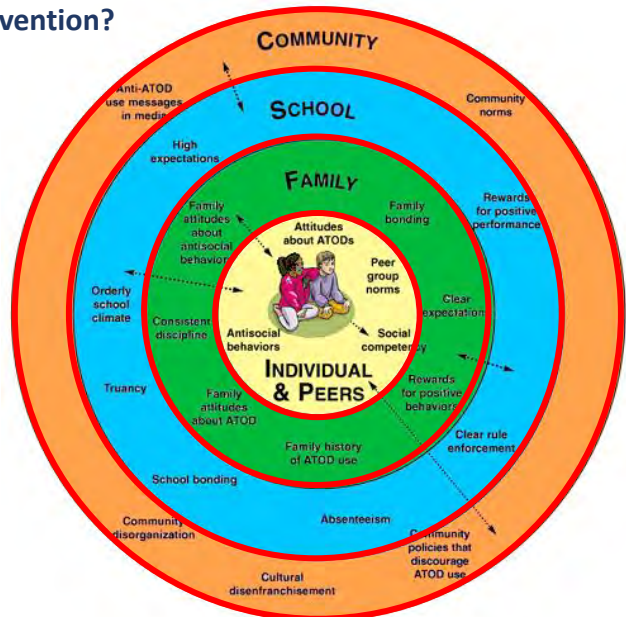 vention?
COMMUNITY
Anti-ATOD
use messages
in media
Community
norms
SCHOOL
High
expectations
Rewards
for positive
performance
Orderly
school
climate
Truancy
School bonding
Absenteeism
Clear rule
enforcement
FAMILY
Family
attitudes
about
antisocial
behavior
Family
bonding
Clear
expectation
Consistent
discipline
Rewards
for positive
behaviors
Family
attitudes
about ATOD
Family history
of ATOD use
Attitudes
about ATODs
Peer
group
norms
Antisocial
behaviors
Social
competency
INDIVIDUAL
& PEERS
Community
disorganization
Cultural
disenfranchisement
Community
policies that
discourage
ATOD use